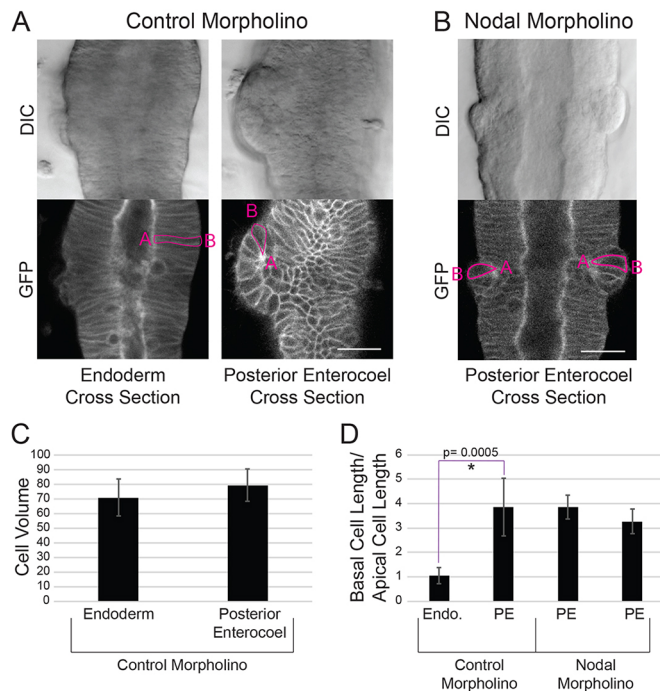 A
Control Morpholino
B
Nodal Morpholino
DIC
DIC
GFP
A
B
B
A
GFP
B
A
A
B
Endoderm
Cross Section
Posterior Enterocoel
Cross Section
Posterior Enterocoel
Cross Section
C
Cell Volume
100
90
80
70
60
50
40
30
20
10
0
Endoderm
Posterior
Enterocoel
Control Morpholino
D
Basal Cell Length/
Apical Cell Length
6
5
4
3
2
1
0
p= 0.0005
*
Endo.
PE
PE
PE
Control
Morpholino
Nodal
Morpholino